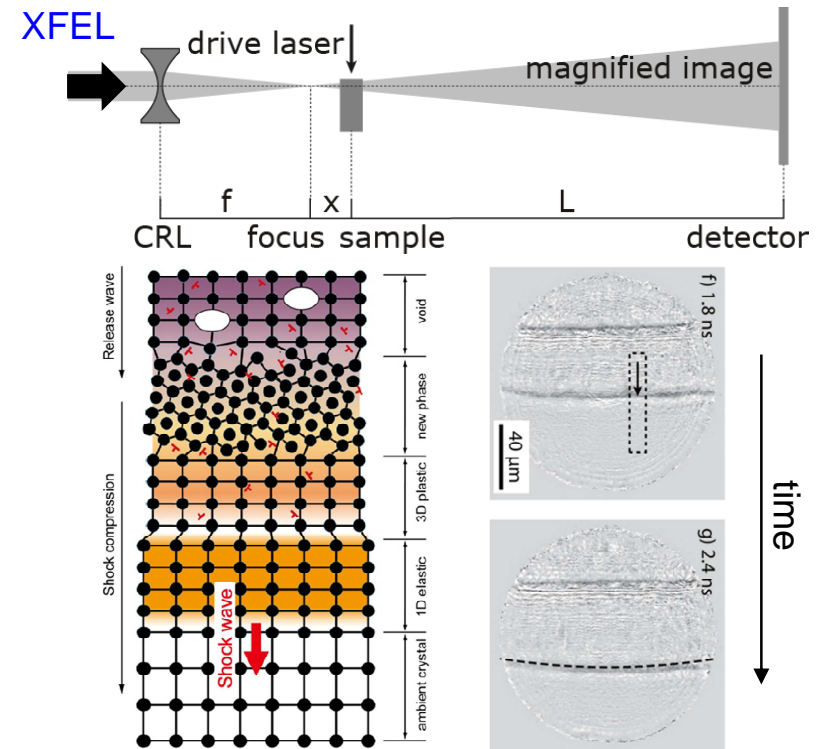 XFEL
drive laser
magnified image
f
x
L
CRL
focus
sample
detector
Release wave
Shock compression
void
new phase
3D plastic
1D elastic
ambient crystal
Shock wave
f) 1.8 ns
40 µm
g) 2.4 ns
time